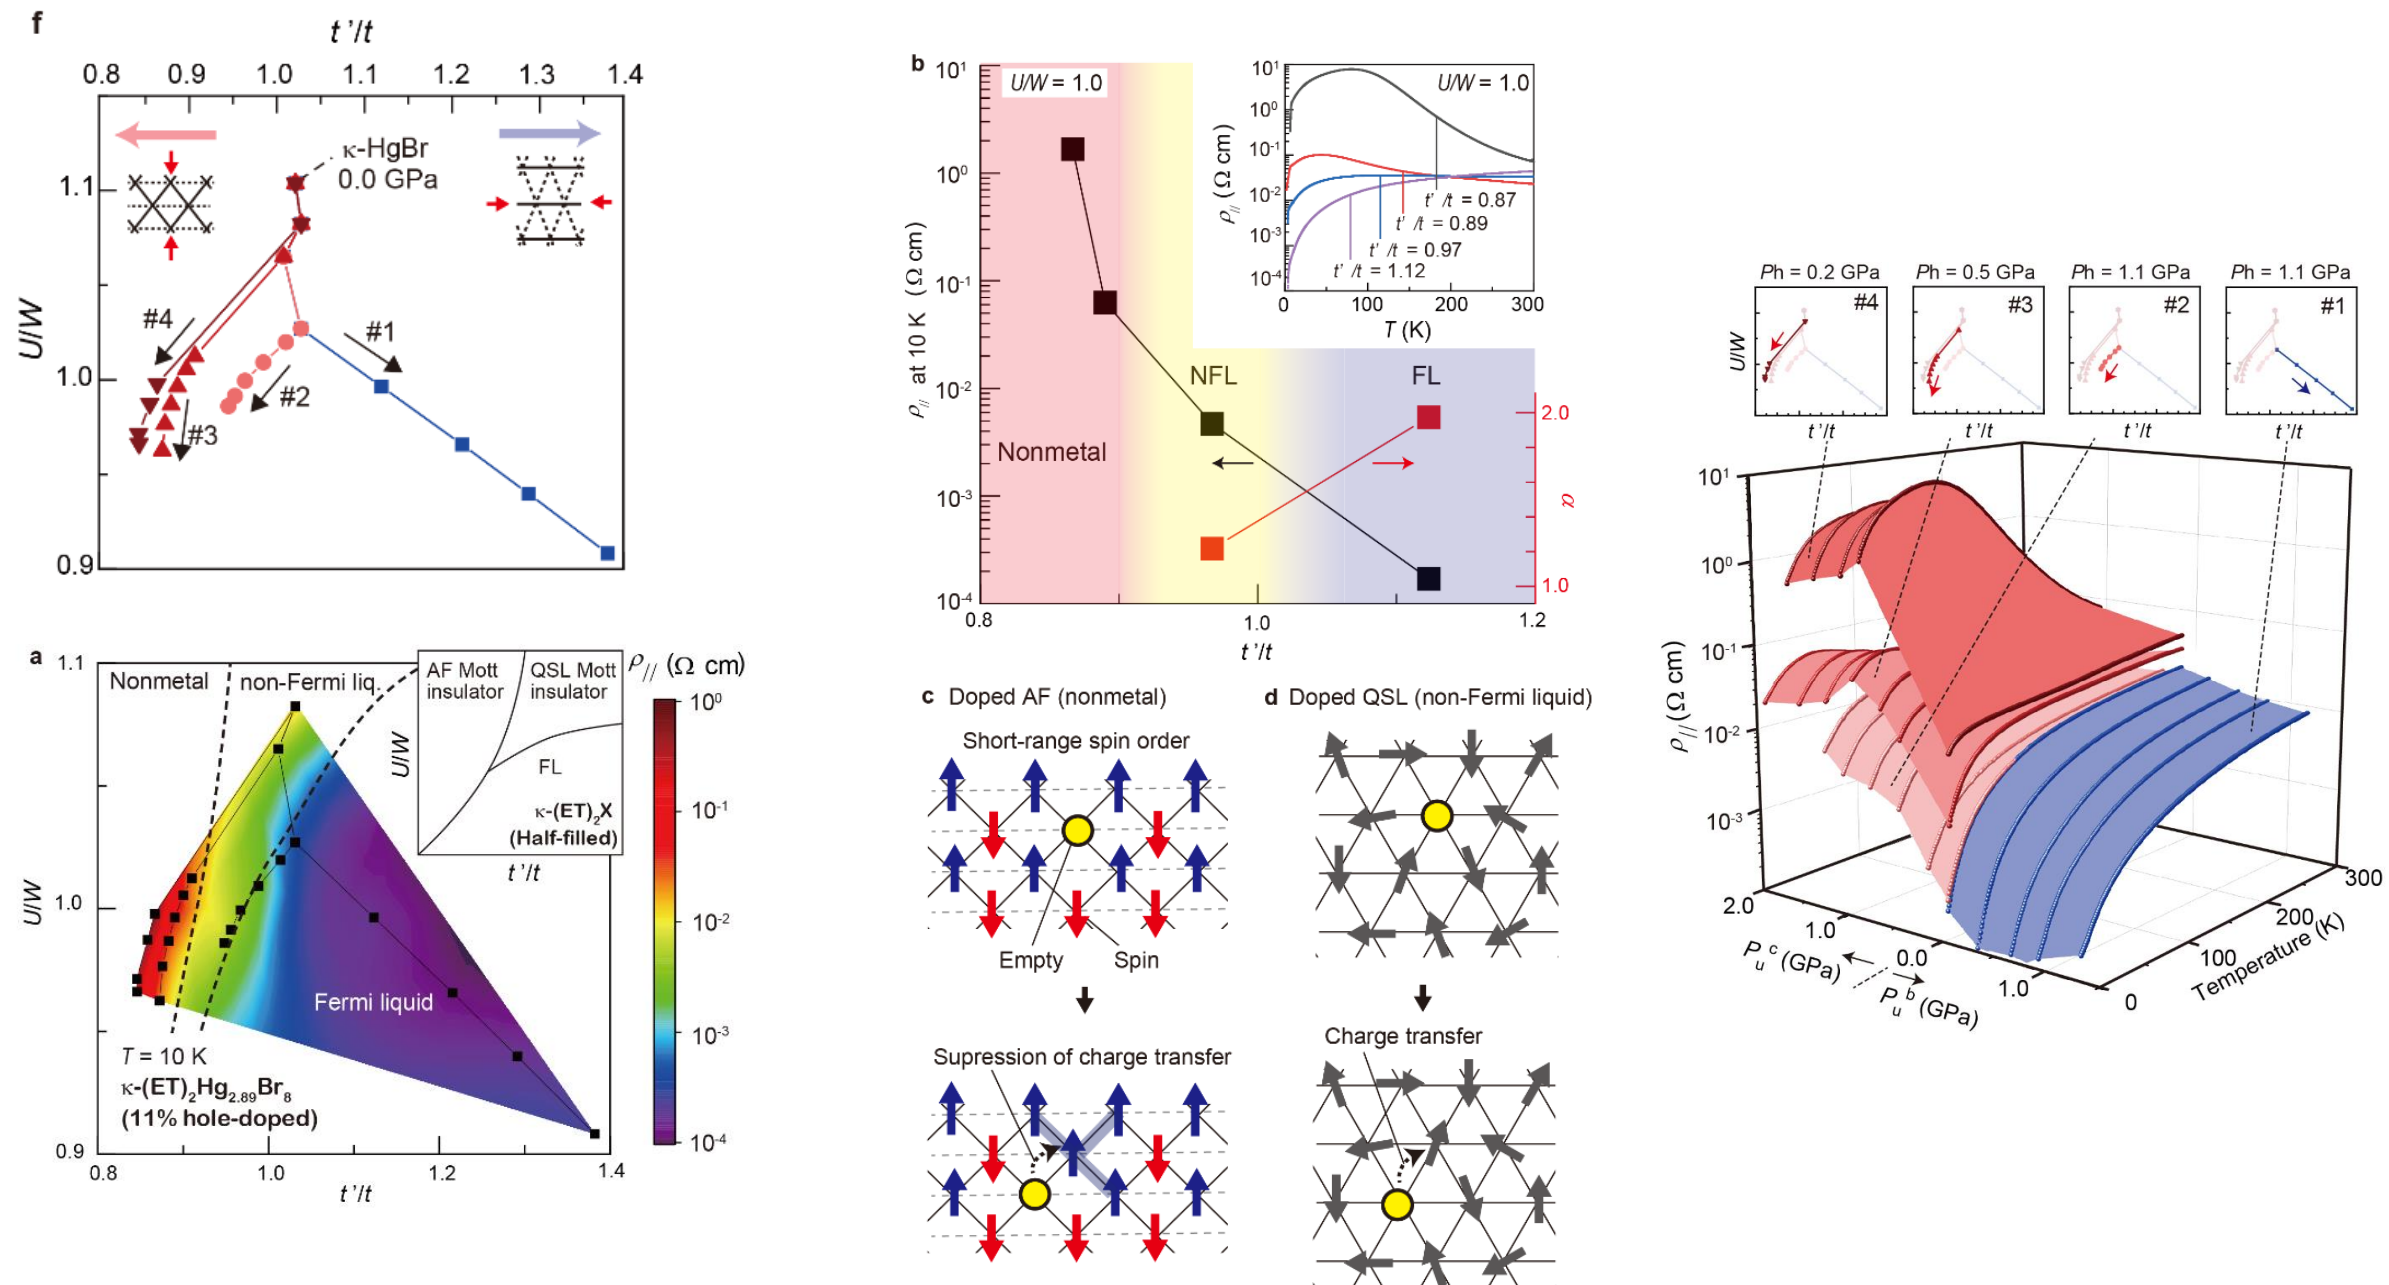 f
t'/t
0.8 0.9 1.0 1.1 1.2 1.3 1.4
κ-HgBr
0.0 GPa
1.1
1.0
0.9
U/W
#4
#1
#2
#3
b
U/W = 1.0
10¹
10⁰
10⁻¹
10⁻²
10⁻³
10⁻⁴
ρ// at 10 K (Ω cm)
Nonmetal
NFL
FL
2.0
1.0
α
0.8 1.0 1.2
t'/t
U/W = 1.0
10¹
10⁰
10⁻¹
10⁻²
10⁻³
10⁻⁴
ρ// (Ω cm)
t'/t = 0.87
t'/t = 0.89
t'/t = 0.97
t'/t = 1.12
0 100 200 300
T (K)
Ph = 0.2 GPa Ph = 0.5 GPa Ph = 1.1 GPa Ph = 1.1 GPa
#4 #3 #2 #1
U/W
t'/t t'/t t'/t t'/t
10¹
10⁰
10⁻¹
10⁻²
10⁻³
ρ// (Ω cm)
2.0
1.0
0.0
1.0
Pᵤᶜ (GPa)
Pᵤᵇ (GPa)
0
100
200
300
Temperature (K)
a
1.1
1.0
0.9
U/W
Nonmetal
non-Fermi liq.
AF Mott
insulator
QSL Mott
insulator
FL
κ-(ET)₂X
(Half-filled)
U/W
t'/t
ρ// (Ω cm)
10⁰
10⁻¹
10⁻²
10⁻³
10⁻⁴
Fermi liquid
T = 10 K
κ-(ET)₂Hg₂.₈₉Br₈
(11% hole-doped)
0.8 1.0 1.2 1.4
t'/t
c Doped AF (nonmetal)
Short-range spin order
Empty Spin
Supression of charge transfer
d Doped QSL (non-Fermi liquid)
Charge transfer